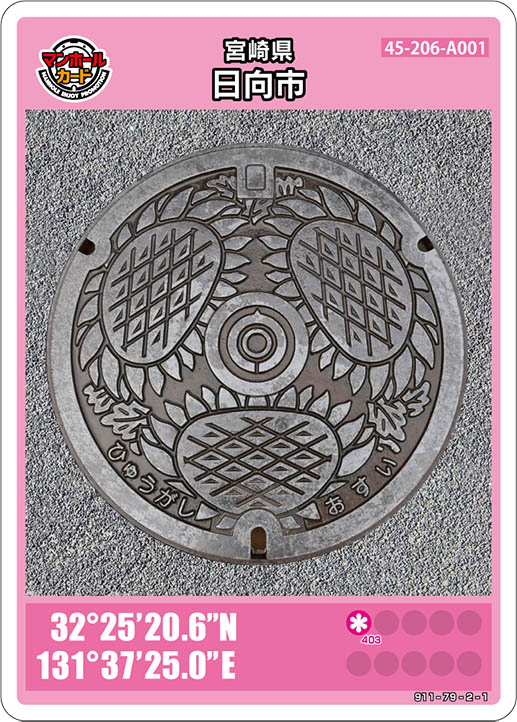 マンホール
カード
MANHOLE ENJOY PROMOTION
宮崎県
日向市
45-206-A001
ひゅうがし
おすい
32°25’20.6”N
131°37’25.0”E
403
911-79-2-1